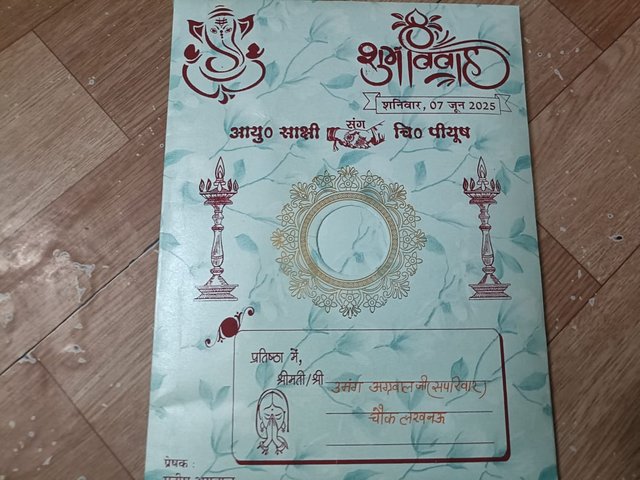 शुभ विवाह
शनिवार, 07 जून 2025
आयु० साक्षी संग चि० पीयूष
प्रतिष्ठा में,
श्रीमती/श्री उमंग अग्रवाल जी (सपरिवार)
चौक लखनऊ
प्रेषक :